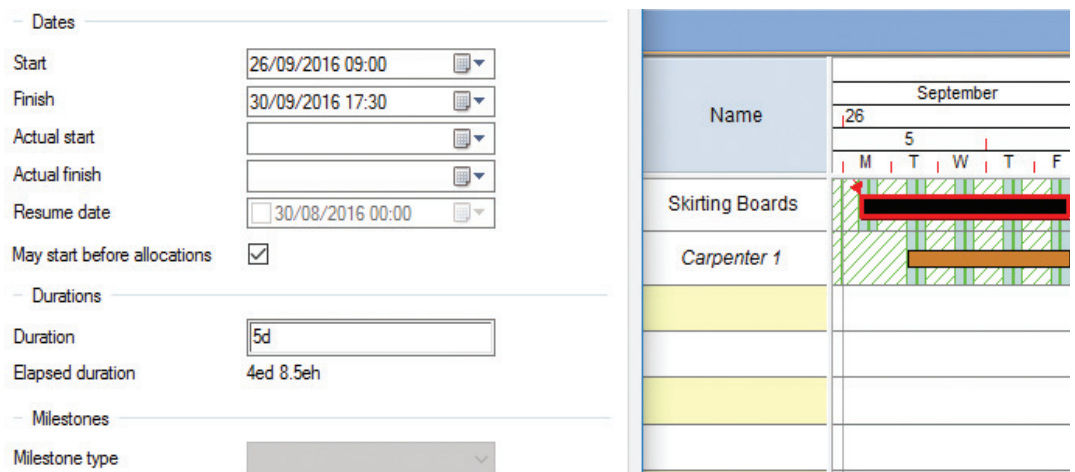 Dates
Start 26/09/2016 09:00
Finish 30/09/2016 17:30
Actual start
Actual finish
Resume date 30/08/2016 00:00
May start before allocations
Durations
Duration 5d
Elapsed duration 4ed 8.5eh
Milestones
Milestone type
Name
September
26
5
M T W T F
Skirting Boards
Carpenter 1